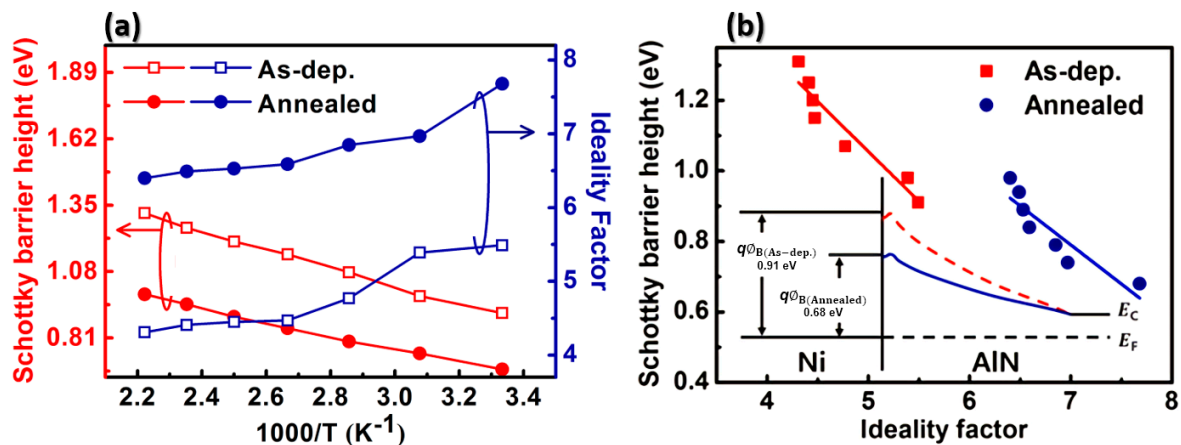 (a)
Schottky barrier height (eV)
1.89
1.62
1.35
1.08
0.81
As-dep.
Annealed
8
7
6
5
4
Ideality Factor
2.2 2.4 2.6 2.8 3.0 3.2 3.4
1000/T (K⁻¹)
(b)
Schottky barrier height (eV)
1.2
1.0
0.8
0.6
0.4
As-dep.
Annealed
q∅B(As-dep.)
0.91 eV
q∅B(Annealed)
0.68 eV
EC
EF
Ni AlN
4 5 6 7 8
Ideality factor